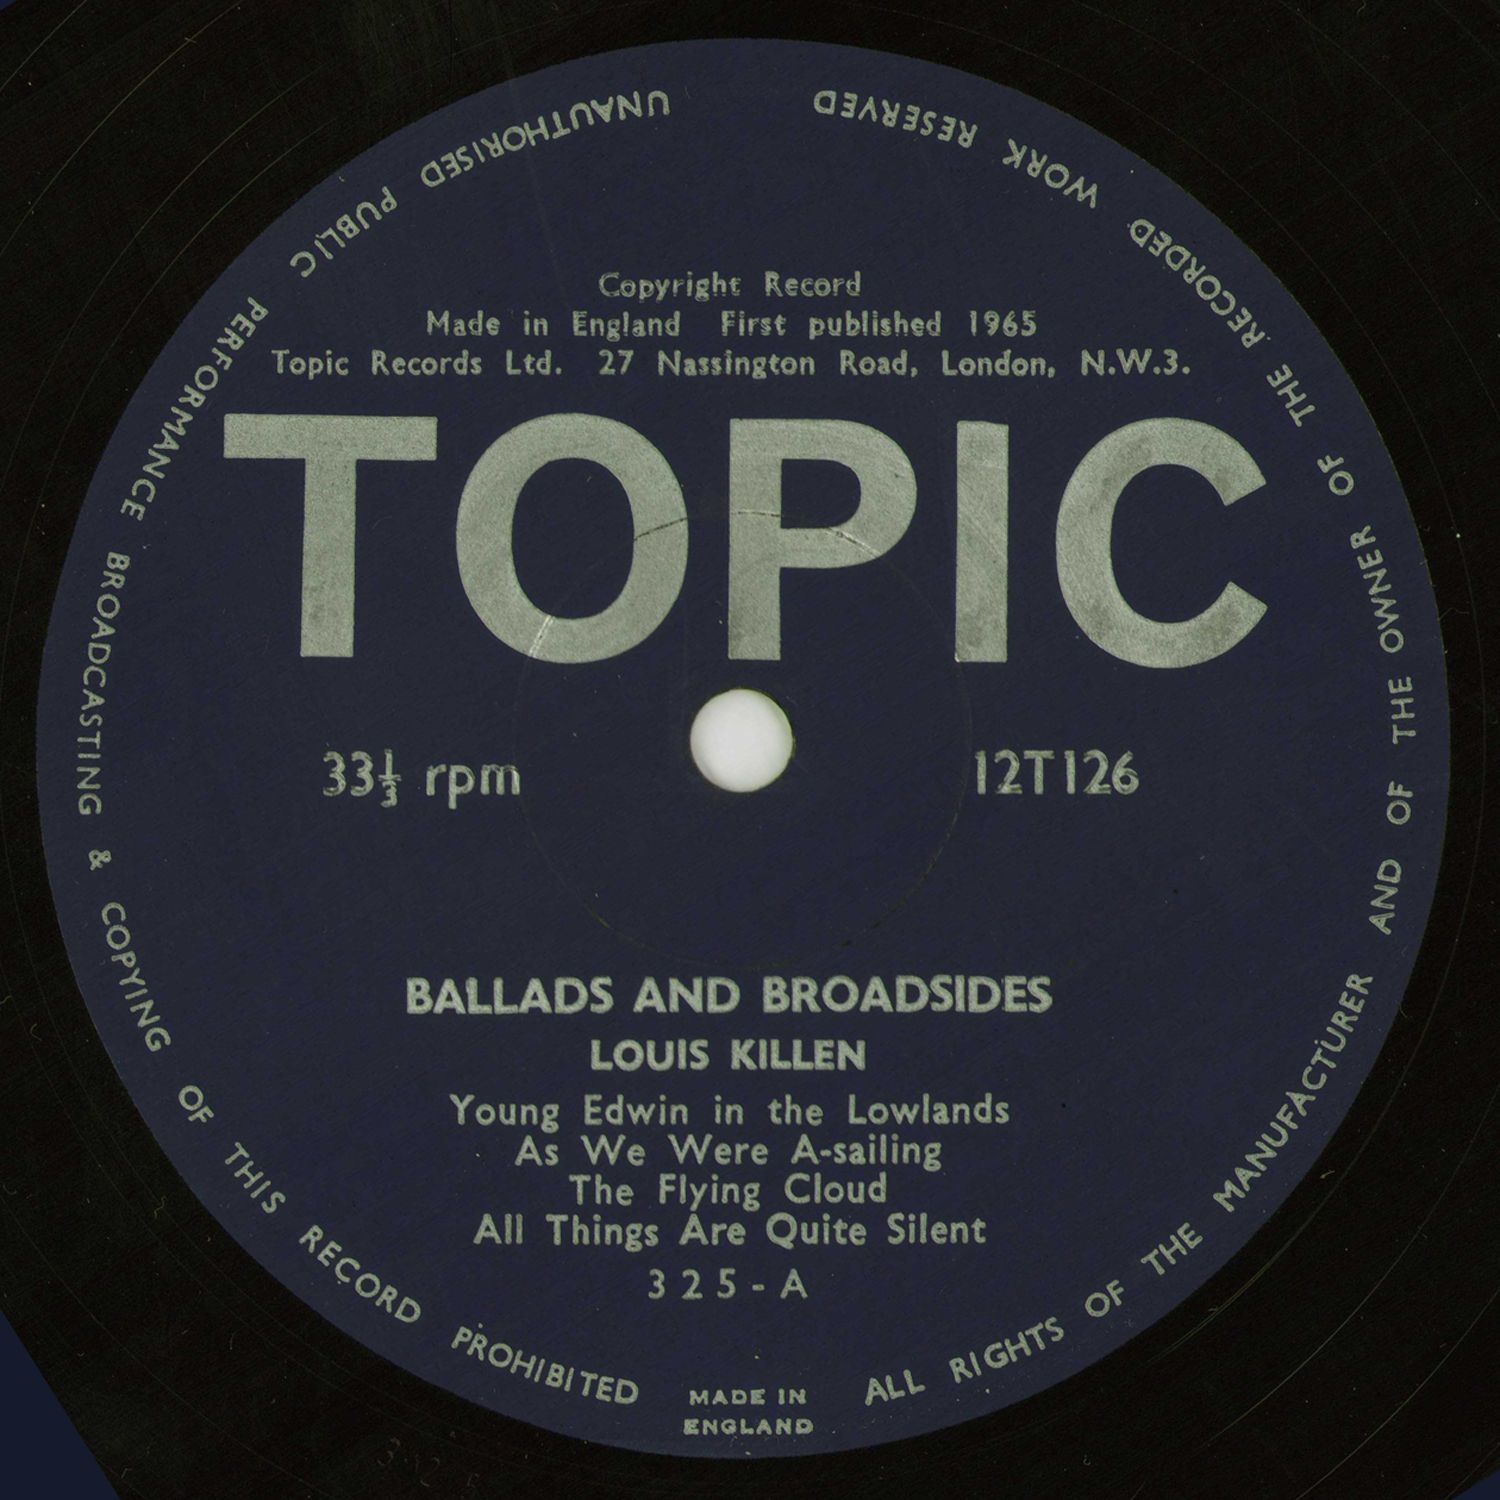 Copyright Record
Made in England First published 1965
Topic Records Ltd. 27 Nassington Road, London, N.W.3.
TOPIC
33⅓ rpm
12T126
BALLADS AND BROADSIDES
LOUIS KILLEN
Young Edwin in the Lowlands
As We Were A-sailing
The Flying Cloud
All Things Are Quite Silent
325-A
MADE IN
ENGLAND
ALL RIGHTS OF THE MANUFACTURER AND OF THE OWNER OF THE RECORDED WORK RESERVED
UNAUTHORISED PUBLIC PERFORMANCE BROADCASTING & COPYING OF THIS RECORD PROHIBITED